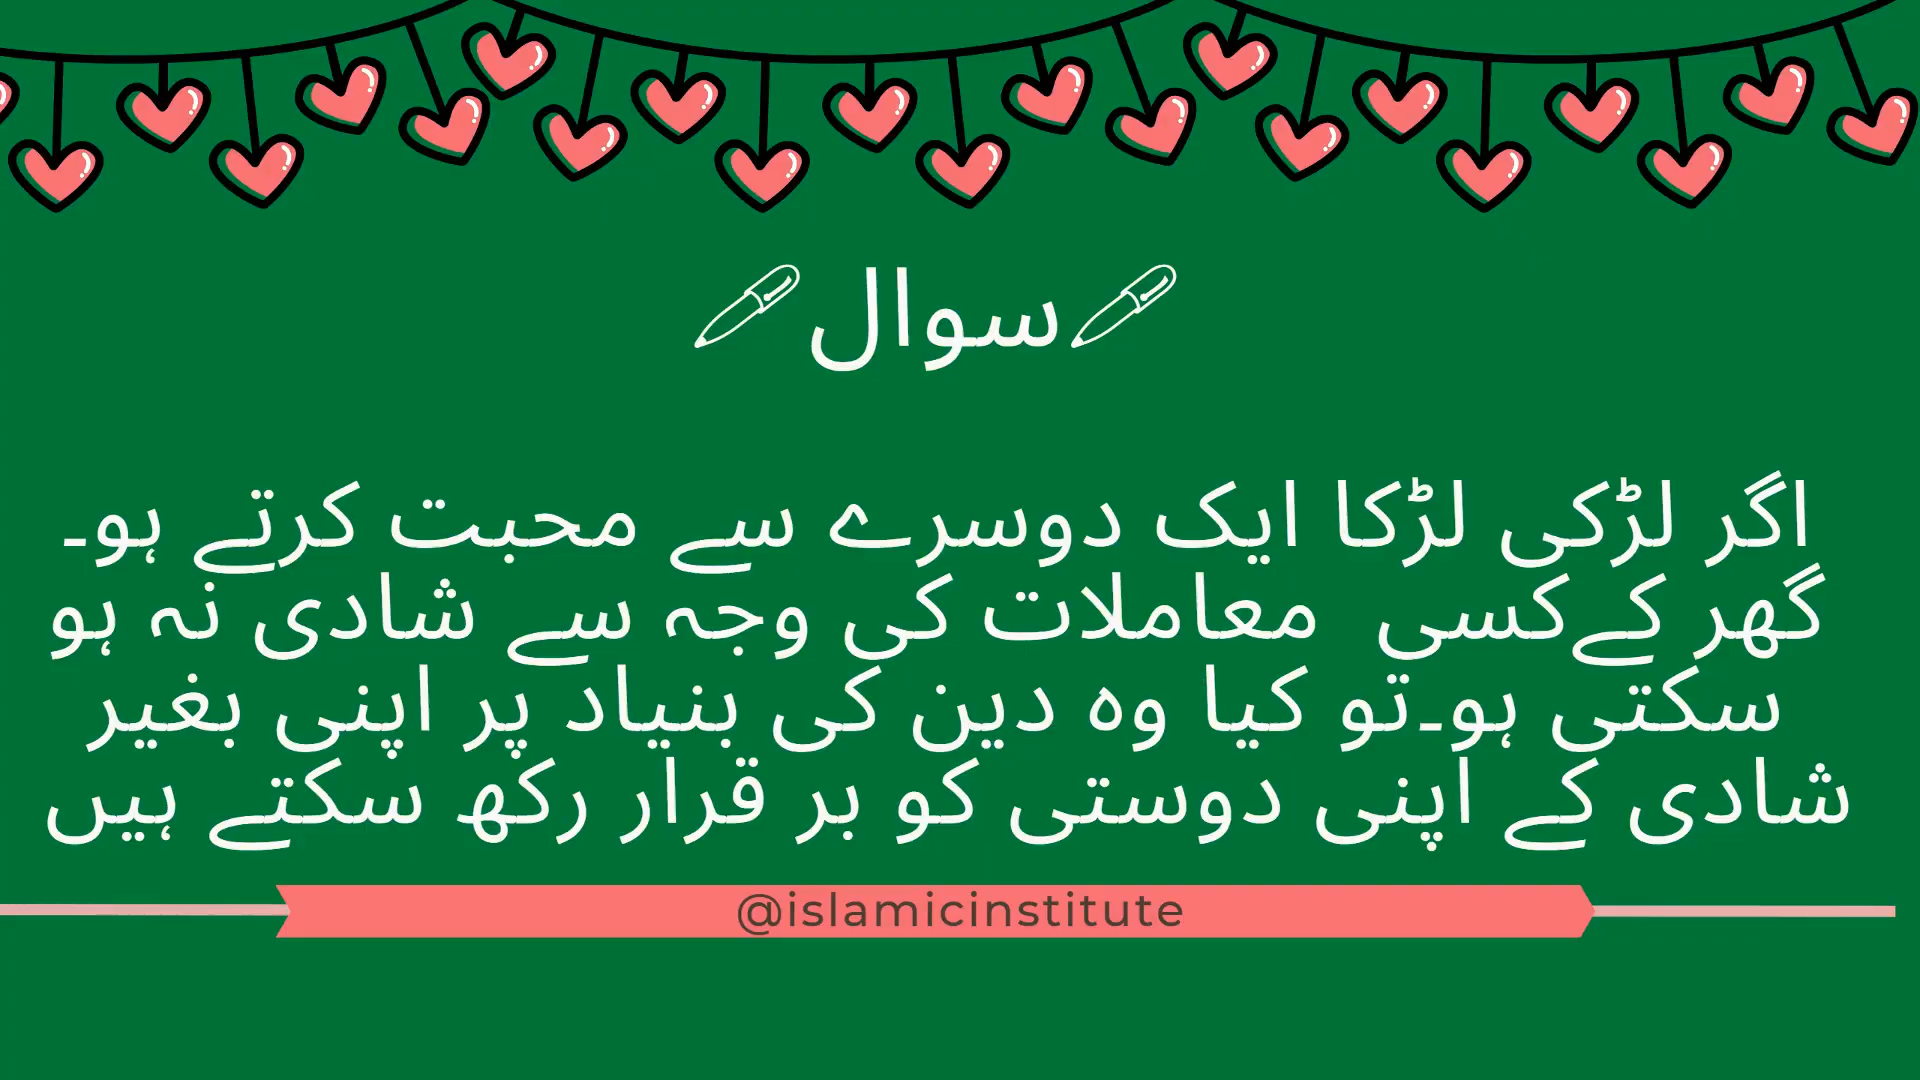 سوال
اگر لڑکی لڑکا ایک دوسرے سے محبت کرتے ہو۔
گھر کےکسی معاملات کی وجہ سے شادی نہ ہو
سکتی ہو۔تو کیا وہ دین کی بنیاد پر اپنی بغیر
شادی کے اپنی دوستی کو بر قرار رکھ سکتے ہیں
@islamicinstitute